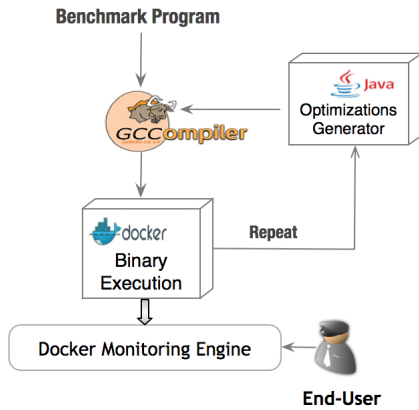 Benchmark Program
GCCompiler
Java
Optimizations
Generator
docker
Binary
Execution
Repeat
Docker Monitoring Engine
End-User